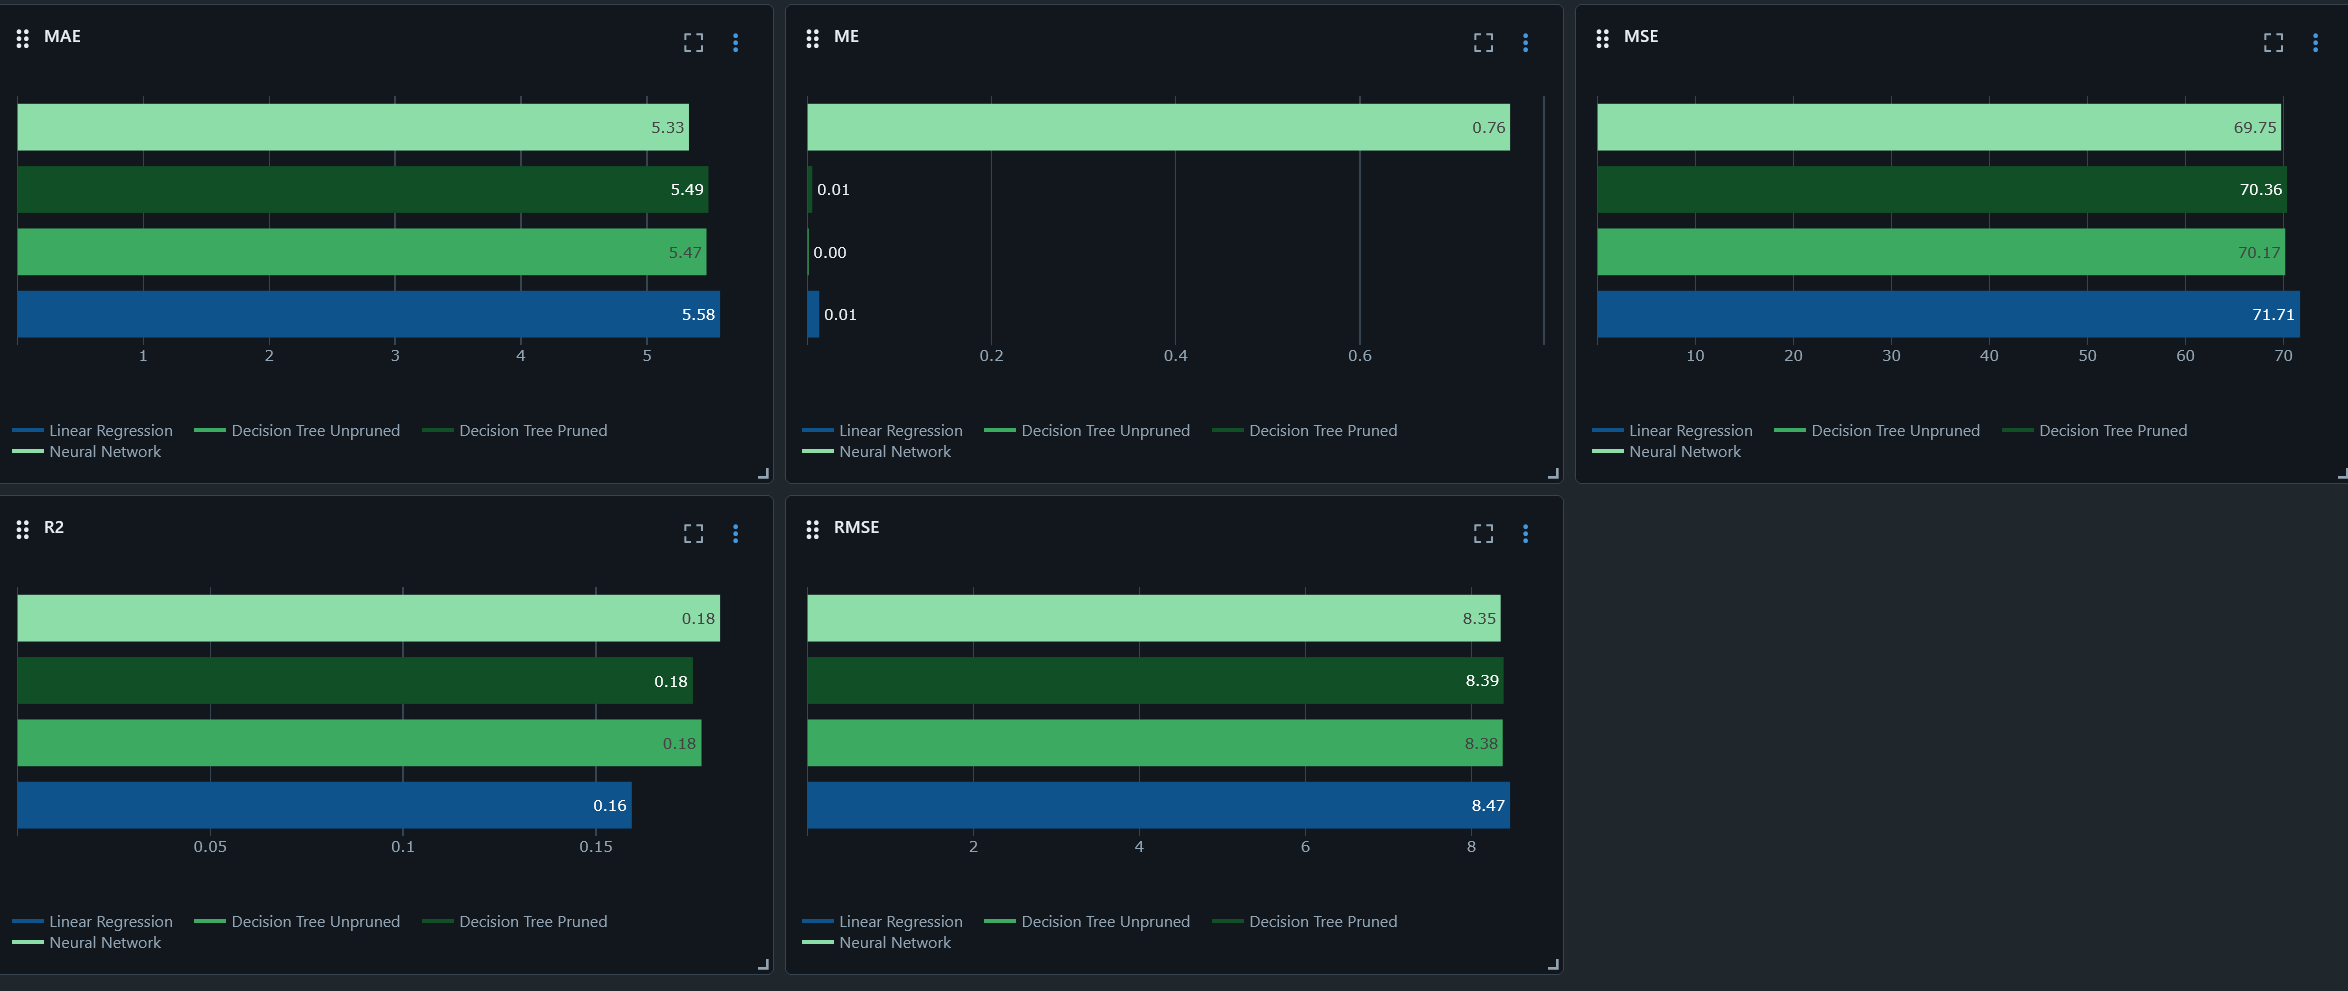 MAE
5.33
5.49
5.47
5.58
1 2 3 4 5
Linear Regression Decision Tree Unpruned Decision Tree Pruned
Neural Network
ME
0.76
0.01
0.00
0.01
0.2 0.4 0.6
Linear Regression Decision Tree Unpruned Decision Tree Pruned
Neural Network
MSE
69.75
70.36
70.17
71.71
10 20 30 40 50 60 70
Linear Regression Decision Tree Unpruned Decision Tree Pruned
Neural Network
R2
0.18
0.18
0.18
0.16
0.05 0.1 0.15
Linear Regression Decision Tree Unpruned Decision Tree Pruned
Neural Network
RMSE
8.35
8.39
8.38
8.47
2 4 6 8
Linear Regression Decision Tree Unpruned Decision Tree Pruned
Neural Network